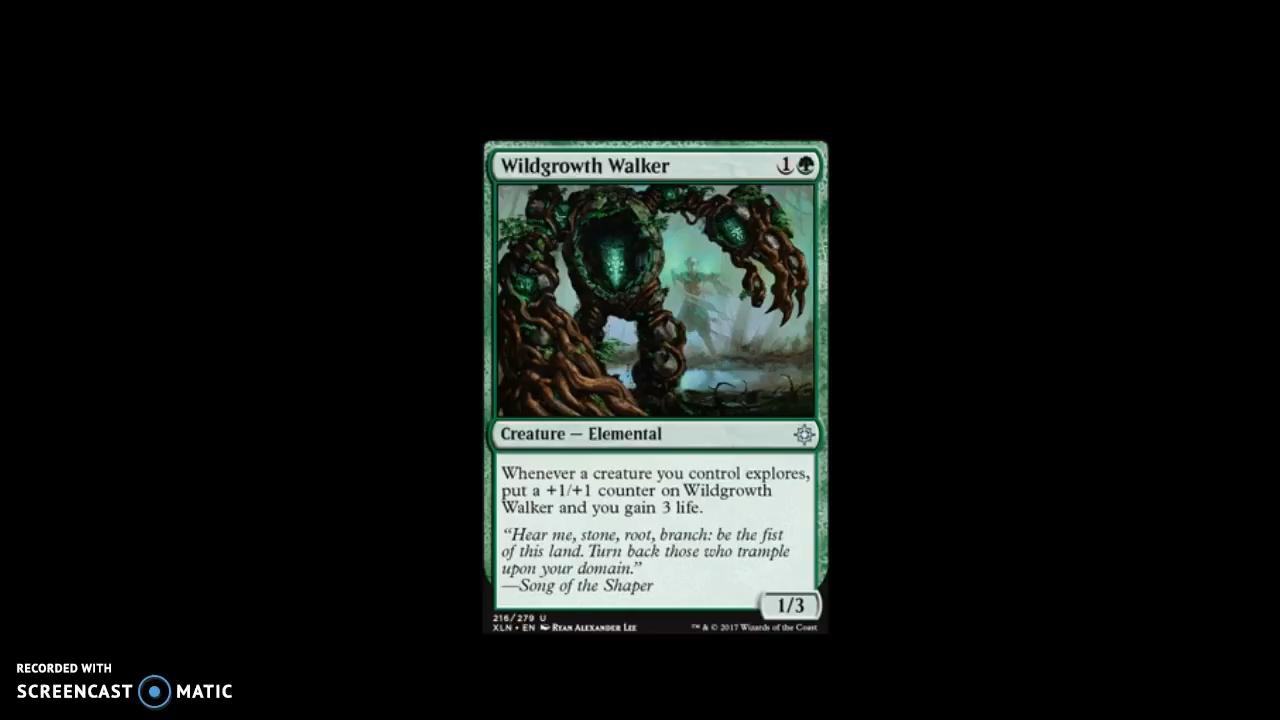 Wildgrowth Walker 1
Creature — Elemental
Whenever a creature you control explores,
put a +1/+1 counter on Wildgrowth
Walker and you gain 3 life.
“Hear me, stone, root, branch: be the fist
of this land. Turn back those who trample
upon your domain.”
—Song of the Shaper
1/3
216/279 U
XLN • EN Ryan Alexander Lee
™ & © 2017 Wizards of the Coast
RECORDED WITH
SCREENCAST MATIC